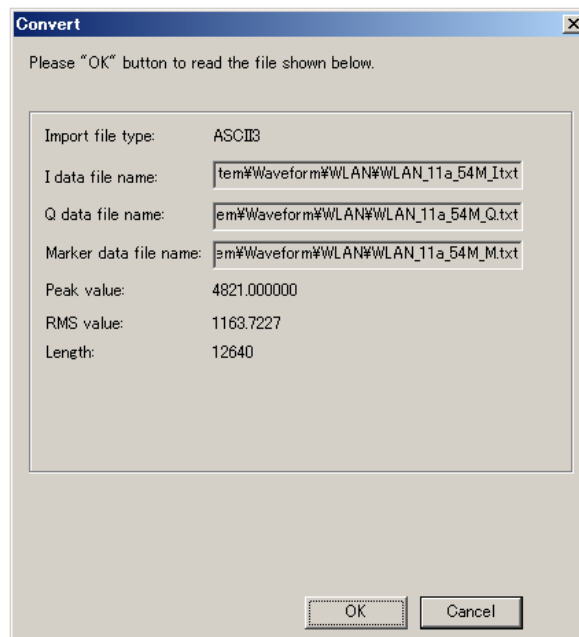 Convert
Please "OK" button to read the file shown below.
Import file type: ASCII3
I data file name: tem¥Waveform¥WLAN¥WLAN_11a_54M_I.txt
Q data file name: em¥Waveform¥WLAN¥WLAN_11a_54M_Q.txt
Marker data file name: em¥Waveform¥WLAN¥WLAN_11a_54M_M.txt
Peak value: 4821.000000
RMS value: 1163.7227
Length: 12640
OK Cancel